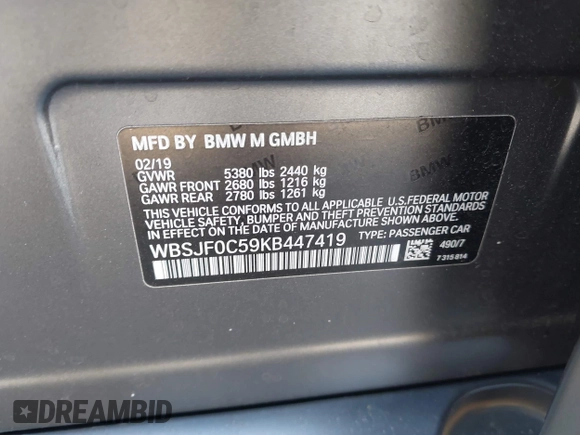 MFD BY BMW M GMBH
02/19
GVWR 5380 lbs 2440 kg
GAWR FRONT 2680 lbs 1216 kg
GAWR REAR 2780 lbs 1261 kg
THIS VEHICLE CONFORMS TO ALL APPLICABLE U.S.FEDERAL MOTOR
VEHICLE SAFETY, BUMPER AND THEFT PREVENTION STANDARDS
IN EFFECT ON THE DATE OF MANUFACTURE SHOWN ABOVE.
WBSJF0C59KB447419 TYPE: PASSENGER CAR
490/7
7 315 814
DREAMBID